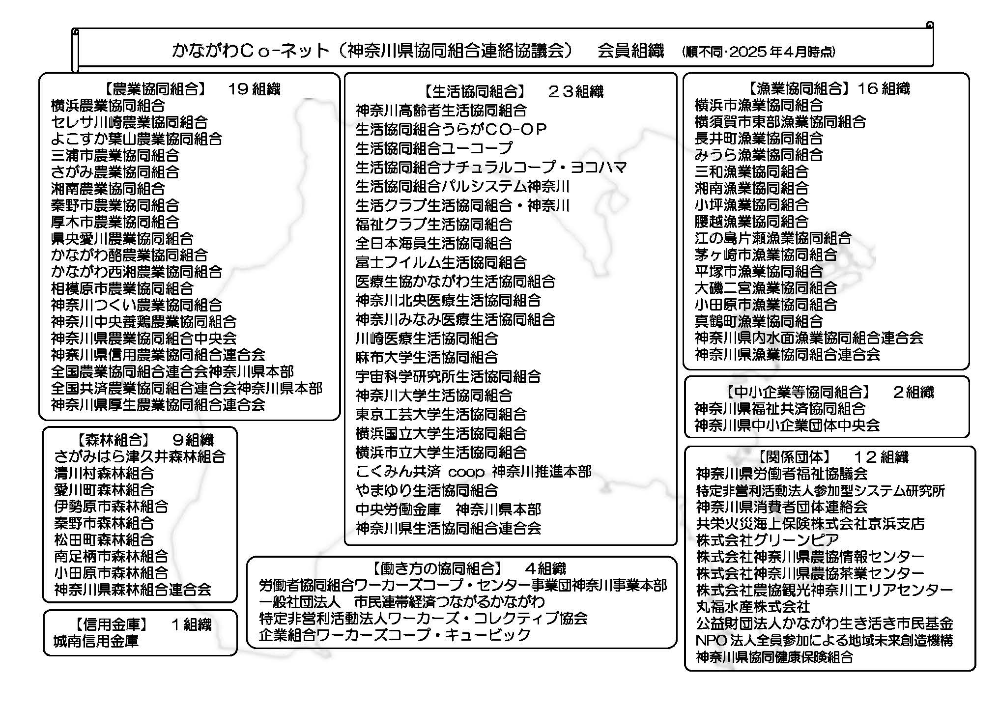 かながわCo-ネット（神奈川県協同組合連絡協議会）　会員組織　(順不同・2025年4月時点)
【農業協同組合】　19組織
横浜農業協同組合
セレサ川崎農業協同組合
よこすか葉山農業協同組合
三浦市農業協同組合
さがみ農業協同組合
湘南農業協同組合
秦野市農業協同組合
厚木市農業協同組合
県央愛川農業協同組合
かながわ酪農業協同組合
かながわ西湘農業協同組合
相模原市農業協同組合
神奈川つくい農業協同組合
神奈川中央養鶏農業協同組合
神奈川県農業協同組合中央会
神奈川県信用農業協同組合連合会
全国農業協同組合連合会神奈川県本部
全国共済農業協同組合連合会神奈川県本部
神奈川県厚生農業協同組合連合会
【森林組合】　9組織
さがみはら津久井森林組合
清川村森林組合
愛川町森林組合
伊勢原市森林組合
秦野市森林組合
松田町森林組合
南足柄市森林組合
小田原市森林組合
神奈川県森林組合連合会
【信用金庫】　1組織
城南信用金庫
【生活協同組合】　23組織
神奈川高齢者生活協同組合
生活協同組合うらがCO-OP
生活協同組合ユーコープ
生活協同組合ナチュラルコープ・ヨコハマ
生活協同組合パルシステム神奈川
生活クラブ生活協同組合・神奈川
福祉クラブ生活協同組合
全日本海員生活協同組合
富士フイルム生活協同組合
医療生協かながわ生活協同組合
神奈川北央医療生活協同組合
神奈川みなみ医療生活協同組合
川崎医療生活協同組合
麻布大学生活協同組合
宇宙科学研究所生活協同組合
神奈川大学生活協同組合
東京工芸大学生活協同組合
横浜国立大学生活協同組合
横浜市立大学生活協同組合
こくみん共済 coop 神奈川推進本部
やまゆり生活協同組合
中央労働金庫　神奈川県本部
神奈川県生活協同組合連合会
【働き方の協同組合】　4組織
労働者協同組合ワーカーズコープ・センター事業団神奈川事業本部
一般社団法人　市民連帯経済つながるかながわ
特定非営利活動法人ワーカーズ・コレクティブ協会
企業組合ワーカーズコープ・キュービック
【漁業協同組合】16組織
横浜市漁業協同組合
横須賀市東部漁業協同組合
長井町漁業協同組合
みうら漁業協同組合
三和漁業協同組合
湘南漁業協同組合
小坪漁業協同組合
腰越漁業協同組合
江の島片瀬漁業協同組合
茅ヶ崎市漁業協同組合
平塚市漁業協同組合
大磯二宮漁業協同組合
小田原市漁業協同組合
真鶴町漁業協同組合
神奈川県内水面漁業協同組合連合会
神奈川県漁業協同組合連合会
【中小企業等協同組合】　2組織
神奈川県福祉共済協同組合
神奈川県中小企業団体中央会
【関係団体】　12組織
神奈川県労働者福祉協議会
特定非営利活動法人参加型システム研究所
神奈川県消費者団体連絡会
共栄火災海上保険株式会社京浜支店
株式会社グリーンピア
株式会社神奈川県農協情報センター
株式会社神奈川県農協茶業センター
株式会社農協観光神奈川エリアセンター
丸福水産株式会社
公益財団法人かながわ生き活き市民基金
NPO法人全員参加による地域未来創造機構
神奈川県協同健康保険組合